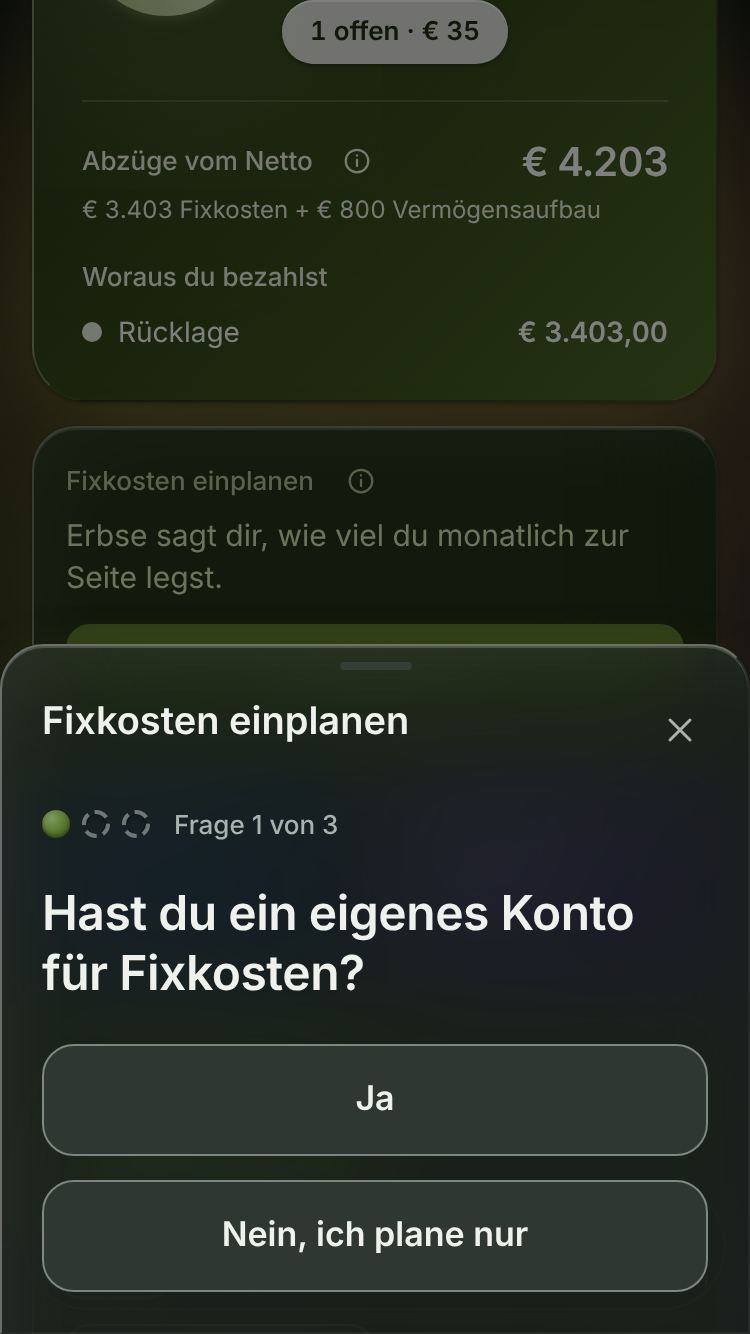 1 offen · € 35
Abzüge vom Netto
€ 4.203
€ 3.403 Fixkosten + € 800 Vermögensaufbau
Woraus du bezahlst
Rücklage
€ 3.403,00
Fixkosten einplanen
Erbse sagt dir, wie viel du monatlich zur
Seite legst.
Fixkosten einplanen
Frage 1 von 3
Hast du ein eigenes Konto
für Fixkosten?
Ja
Nein, ich plane nur